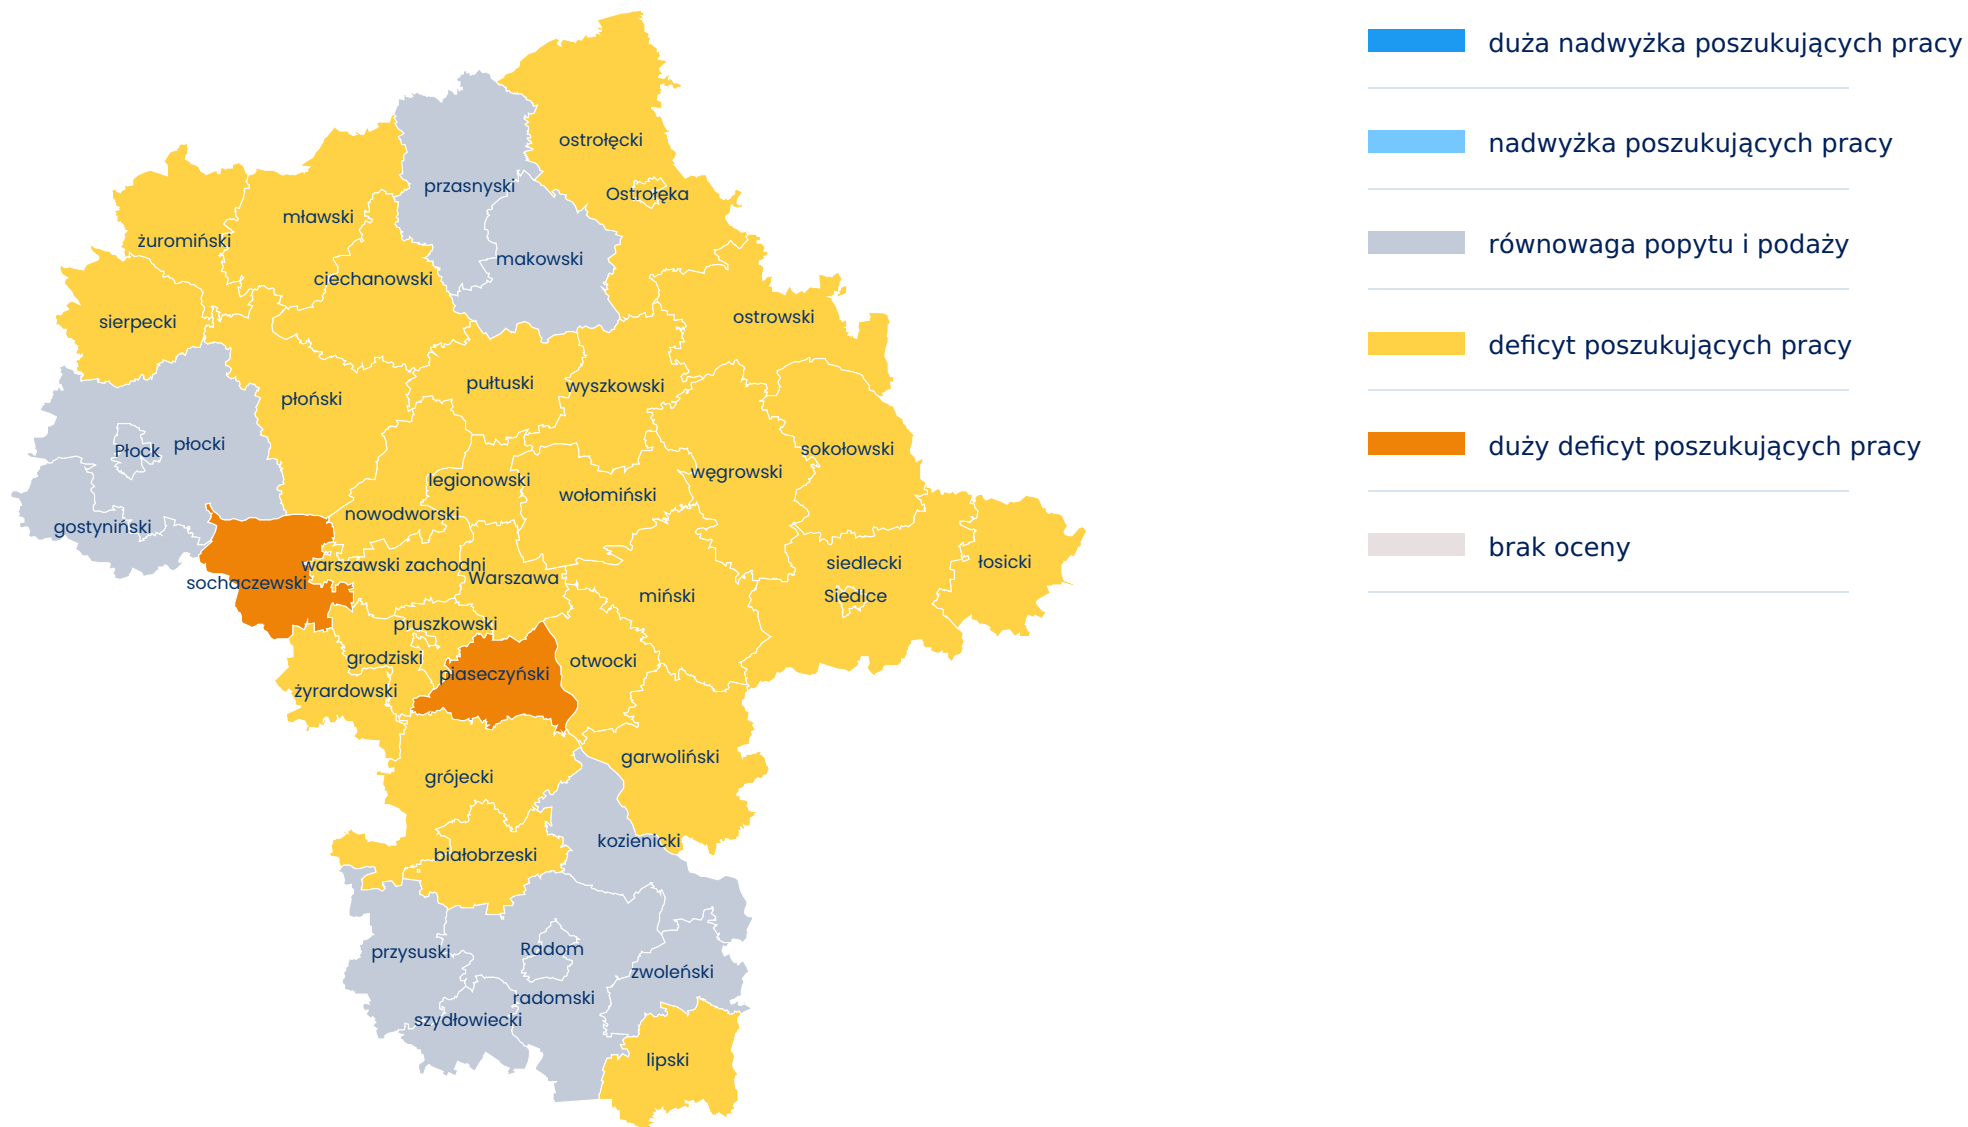 duża nadwyżka poszukujących pracy
nadwyżka poszukujących pracy
równowaga popytu i podaży
deficyt poszukujących pracy
duży deficyt poszukujących pracy
brak oceny
ostrołęcki
przasnyski
Ostrołęka
mławski
żuromiński
makowski
ciechanowski
ostrowski
sierpecki
pułtuski
wyszkowski
płoński
płocki
Płock
sokołowski
węgrowski
legionowski
wołomiński
nowodworski
gostyniński
siedlecki
łosicki
warszawski zachodni
Warszawa
sochaczewski
miński
Siedlce
pruszkowski
grodziski
otwocki
piaseczyński
żyrardowski
garwoliński
grójecki
kozienicki
białobrzeski
przysuski
Radom
zwoleński
radomski
szydłowiecki
lipski